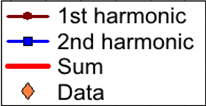 1st harmonic
2nd harmonic
Sum
Data